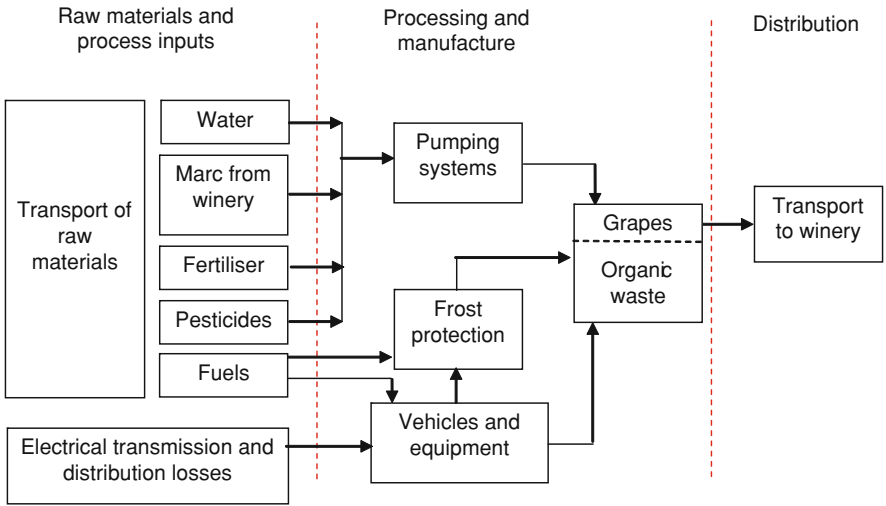 Raw materials and
process inputs
Processing and
manufacture
Distribution
Transport of
raw
materials
Water
Marc from
winery
Fertiliser
Pesticides
Fuels
Electrical transmission and
distribution losses
Pumping
systems
Frost
protection
Vehicles and
equipment
Grapes
Organic
waste
Transport
to winery